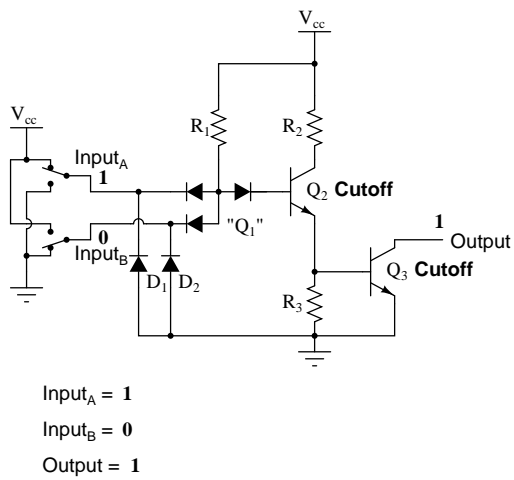 Vcc
Vcc
R1
R2
InputA
1
Q2 Cutoff
"Q1"
0
InputB
1
Output
Q3 Cutoff
D1
D2
R3
InputA = 1
InputB = 0
Output = 1